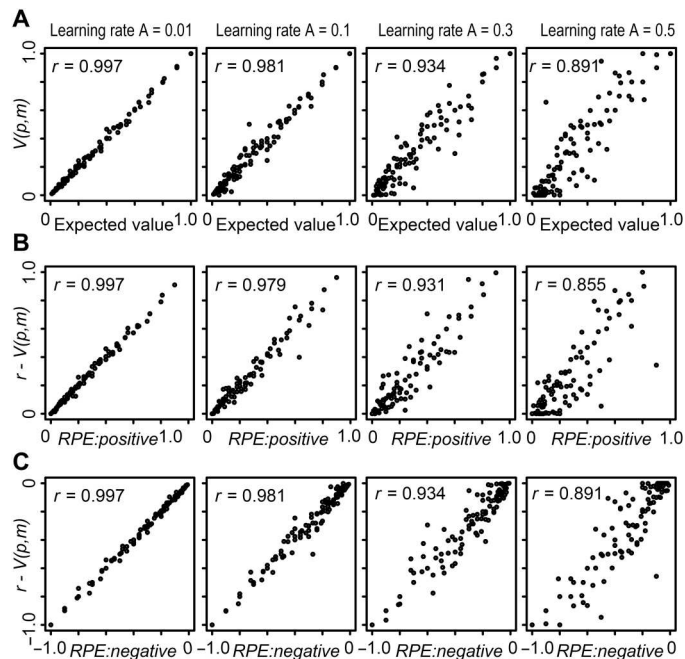 A
Learning rate A = 0.01 Learning rate A = 0.1 Learning rate A = 0.3 Learning rate A = 0.5
1.0 r = 0.997 r = 0.981 r = 0.934 r = 0.891
V(p,m)
0
0 Expected value 1.0 0 Expected value 1.0 0 Expected value 1.0 0 Expected value 1.0
B
1.0 r = 0.997 r = 0.979 r = 0.931 r = 0.855
r - V(p,m)
0
0 RPE:positive 1.0 0 RPE:positive 1.0 0 RPE:positive 1.0 0 RPE:positive 1.0
C
0 r = 0.997 r = 0.981 r = 0.934 r = 0.891
r - V(p,m)
−1.0
−1.0 RPE:negative 0 −1.0 RPE:negative 0 −1.0 RPE:negative 0 −1.0 RPE:negative 0